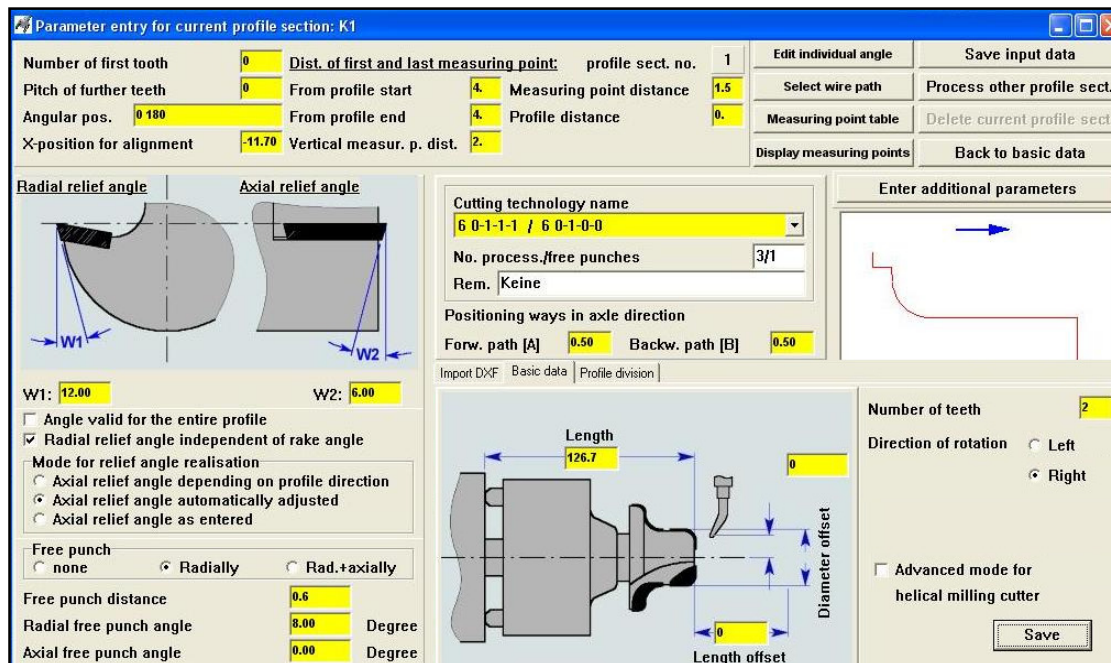 Parameter entry for current profile section: K1
Number of first tooth 0
Pitch of further teeth 0
Angular pos. 0 180
X-position for alignment -11.70
Dist. of first and last measuring point:
From profile start 4.
From profile end 4.
Vertical measur. p. dist. 2.
profile sect. no. 1
Measuring point distance 1.5
Profile distance 0.
Edit individual angle
Select wire path
Measuring point table
Display measuring points
Save input data
Process other profile sect.
Delete current profile sect
Back to basic data
Radial relief angle
Axial relief angle
W1
W2
W1: 12.00
W2: 6.00
Angle valid for the entire profile
Radial relief angle independent of rake angle
Mode for relief angle realisation
Axial relief angle depending on profile direction
Axial relief angle automatically adjusted
Axial relief angle as entered
Free punch
none
Radially
Rad.+axially
Free punch distance 0.6
Radial free punch angle 8.00 Degree
Axial free punch angle 0.00 Degree
Cutting technology name
6 0-1-1-1 / 6 0-1-0-0
No. process./free punches 3/1
Rem. Keine
Positioning ways in axle direction
Forw. path [A] 0.50
Backw. path [B] 0.50
Enter additional parameters
Import DXF
Basic data
Profile division
Length
126.7
0
Diameter offset
0
Length offset
Number of teeth 2
Direction of rotation
Left
Right
Advanced mode for
helical milling cutter
Save